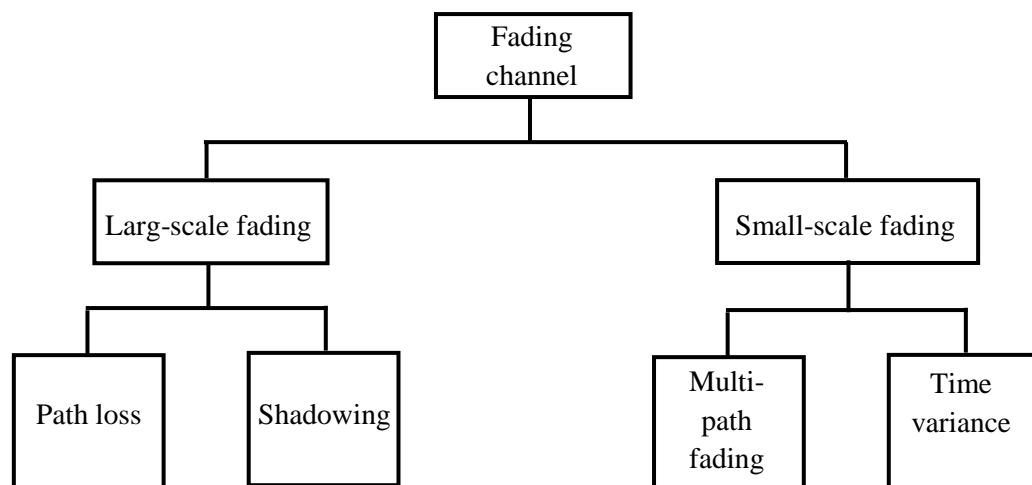 Fading
channel
Larg-scale fading
Small-scale fading
Path loss
Shadowing
Multi-
path
fading
Time
variance